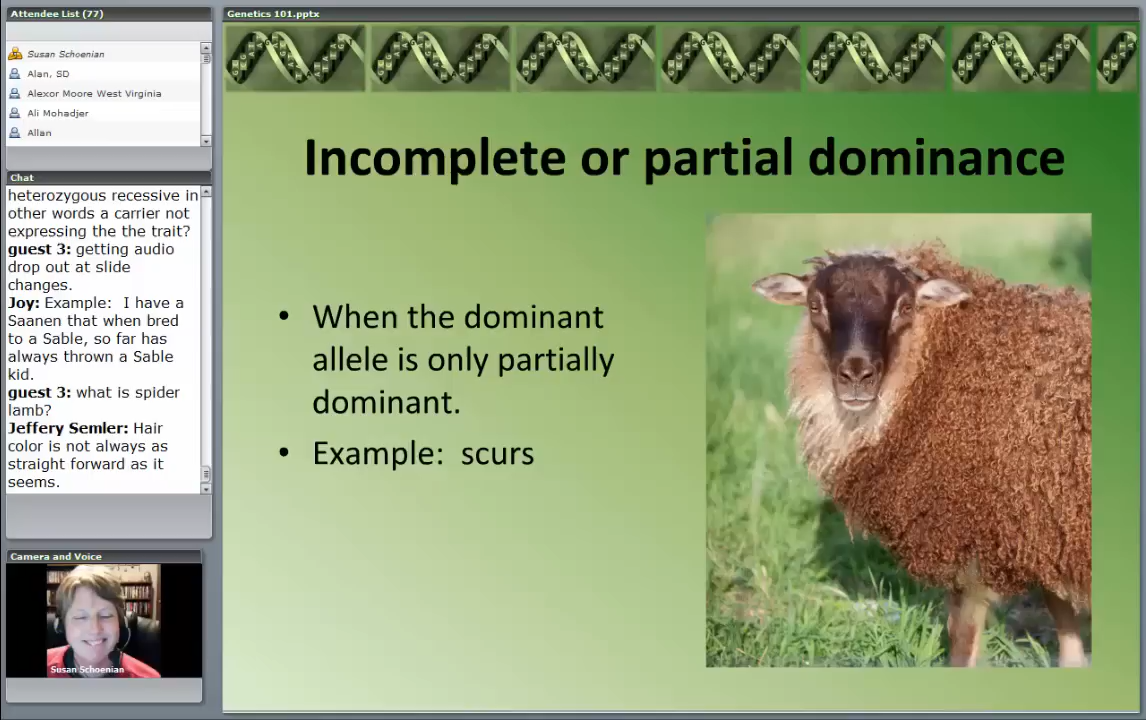 Attendee List (77)
Susan Schoenian
Alan, SD
Alexor Moore West Virginia
Ali Mohadjer
Allan
Chat
heterozygous recessive in
other words a carrier not
expressing the the trait?
guest 3: getting audio
drop out at slide
changes.
Joy: Example: I have a
Saanen that when bred
to a Sable, so far has
always thrown a Sable
kid.
guest 3: what is spider
lamb?
Jeffery Semler: Hair
color is not always as
straight forward as it
seems.
Camera and Voice
Susan Schoenian
Genetics 101.pptx
Incomplete or partial dominance
• When the dominant
allele is only partially
dominant.
• Example: scurs